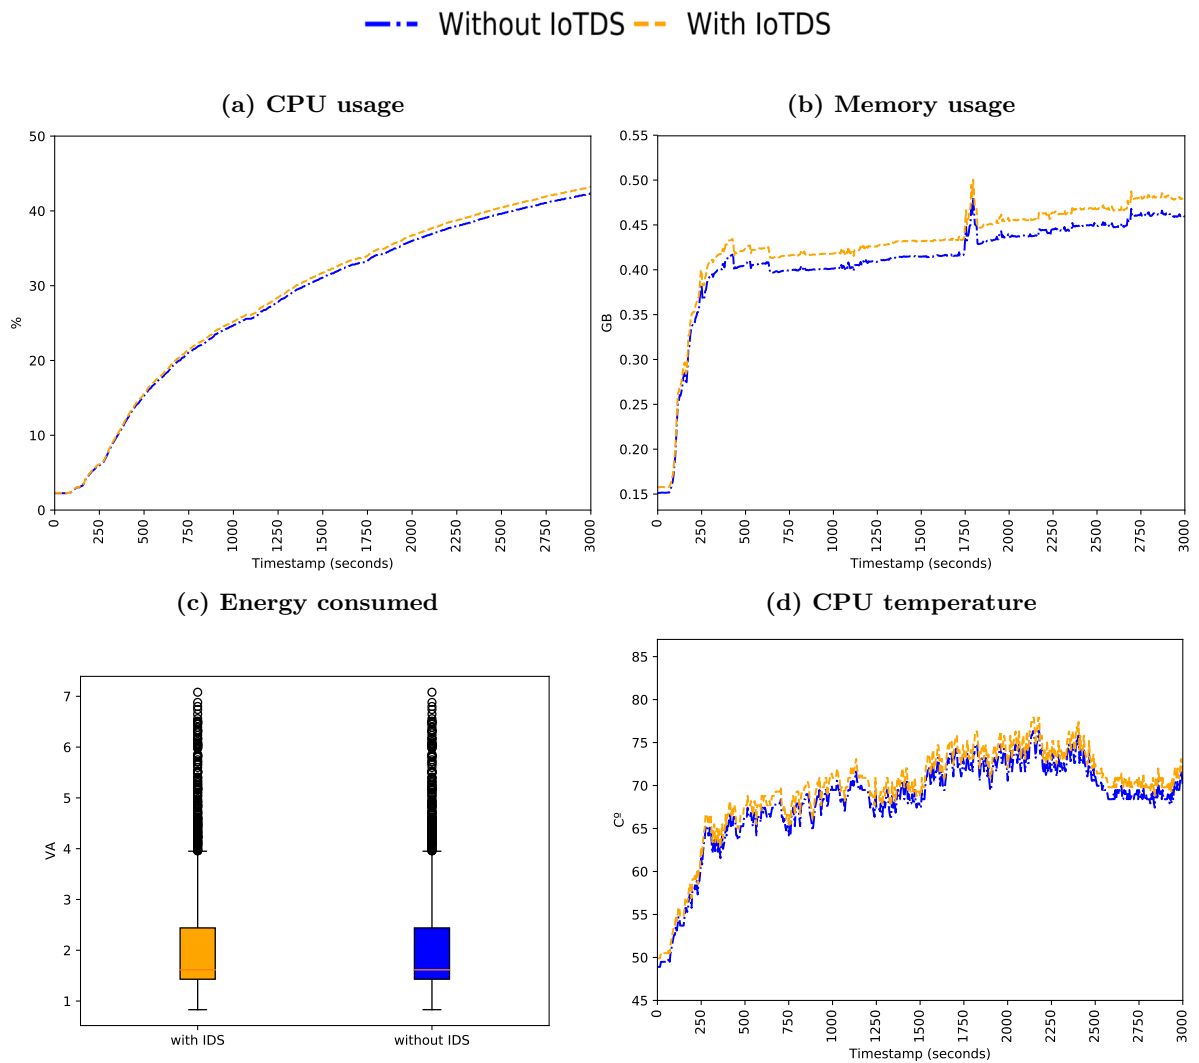 Without IoTDS With IoTDS
(a) CPU usage
50
40
30
20
10
0
%
0 250 500 750 1000 1250 1500 1750 2000 2250 2500 2750 3000
Timestamp (seconds)
(b) Memory usage
0.55
0.50
0.45
0.40
0.35
0.30
0.25
0.20
0.15
GB
0 250 500 750 1000 1250 1500 1750 2000 2250 2500 2750 3000
Timestamp (seconds)
(c) Energy consumed
7
6
5
4
3
2
1
VA
with IDS without IDS
(d) CPU temperature
85
80
75
70
65
60
55
50
45
Cº
0 250 500 750 1000 1250 1500 1750 2000 2250 2500 2750 3000
Timestamp (seconds)